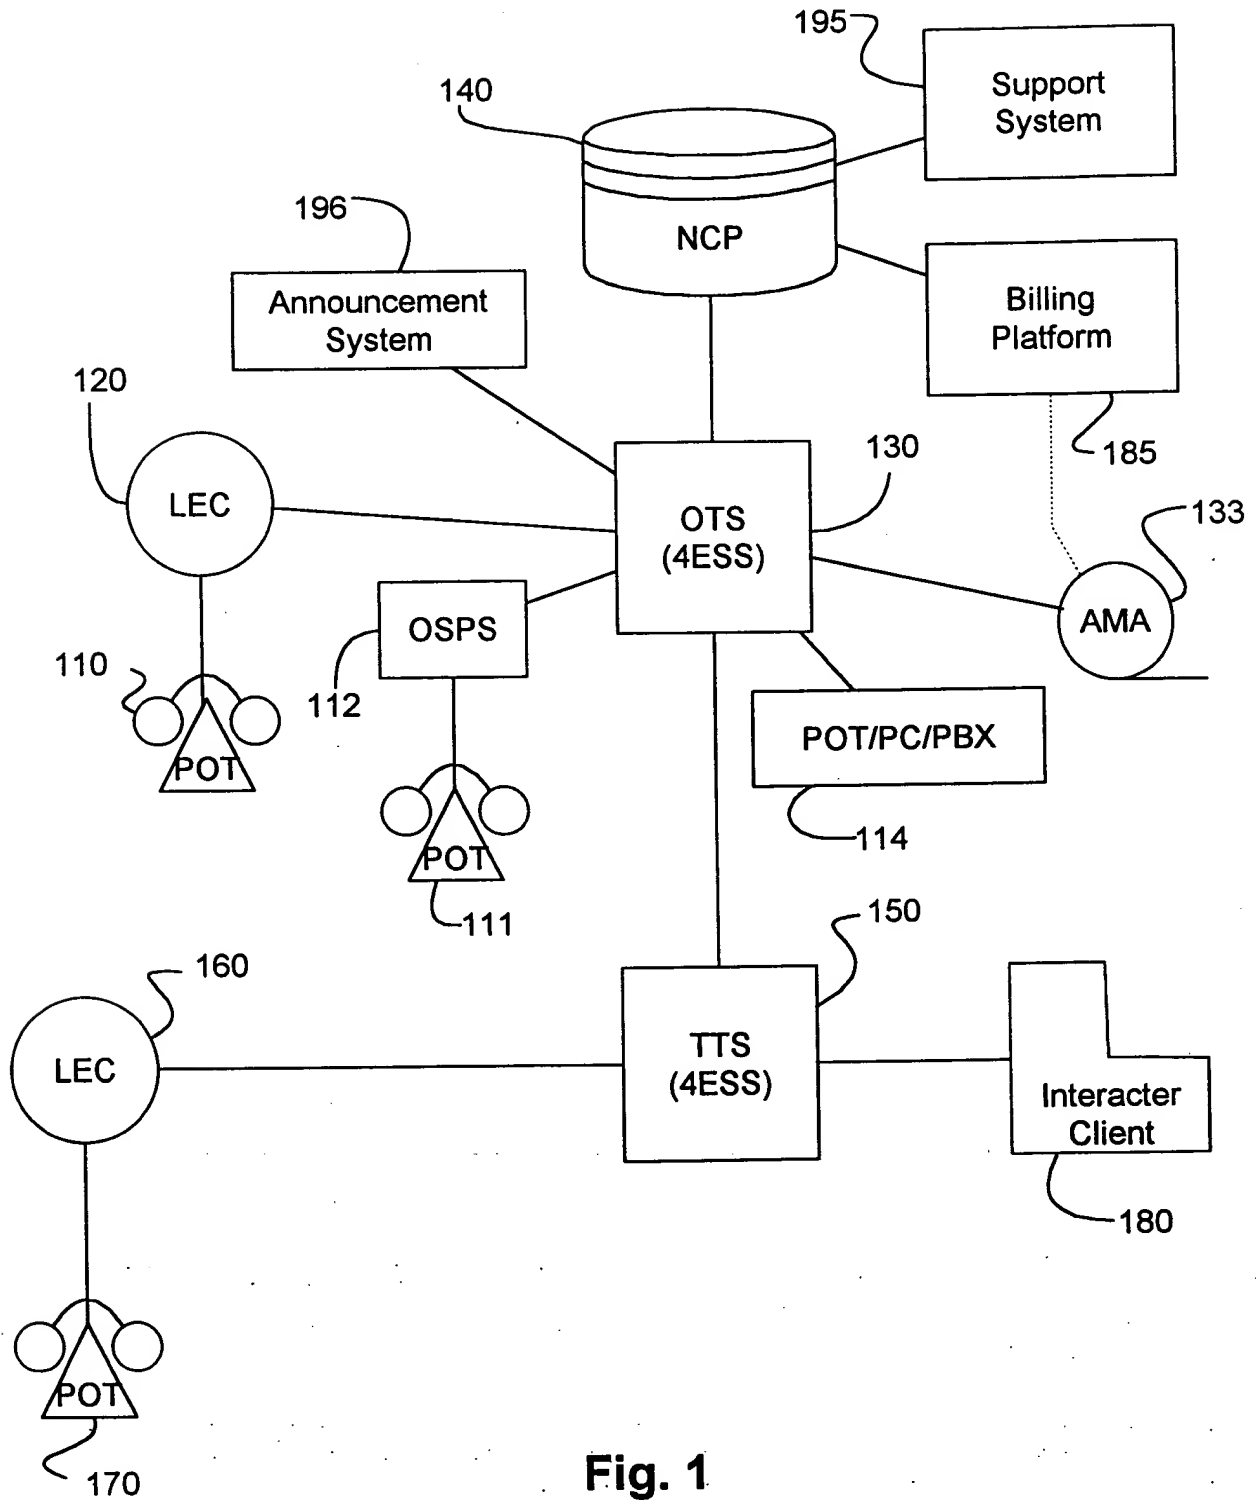 195
Support
System
140
NCP
196
Announcement
System
Billing
Platform
185
120
LEC
130
OTS
(4ESS)
133
AMA
OSPS
110
112
POT
POT/PC/PBX
114
POT
111
150
160
LEC
TTS
(4ESS)
Interacter
Client
180
POT
170
Fig. 1